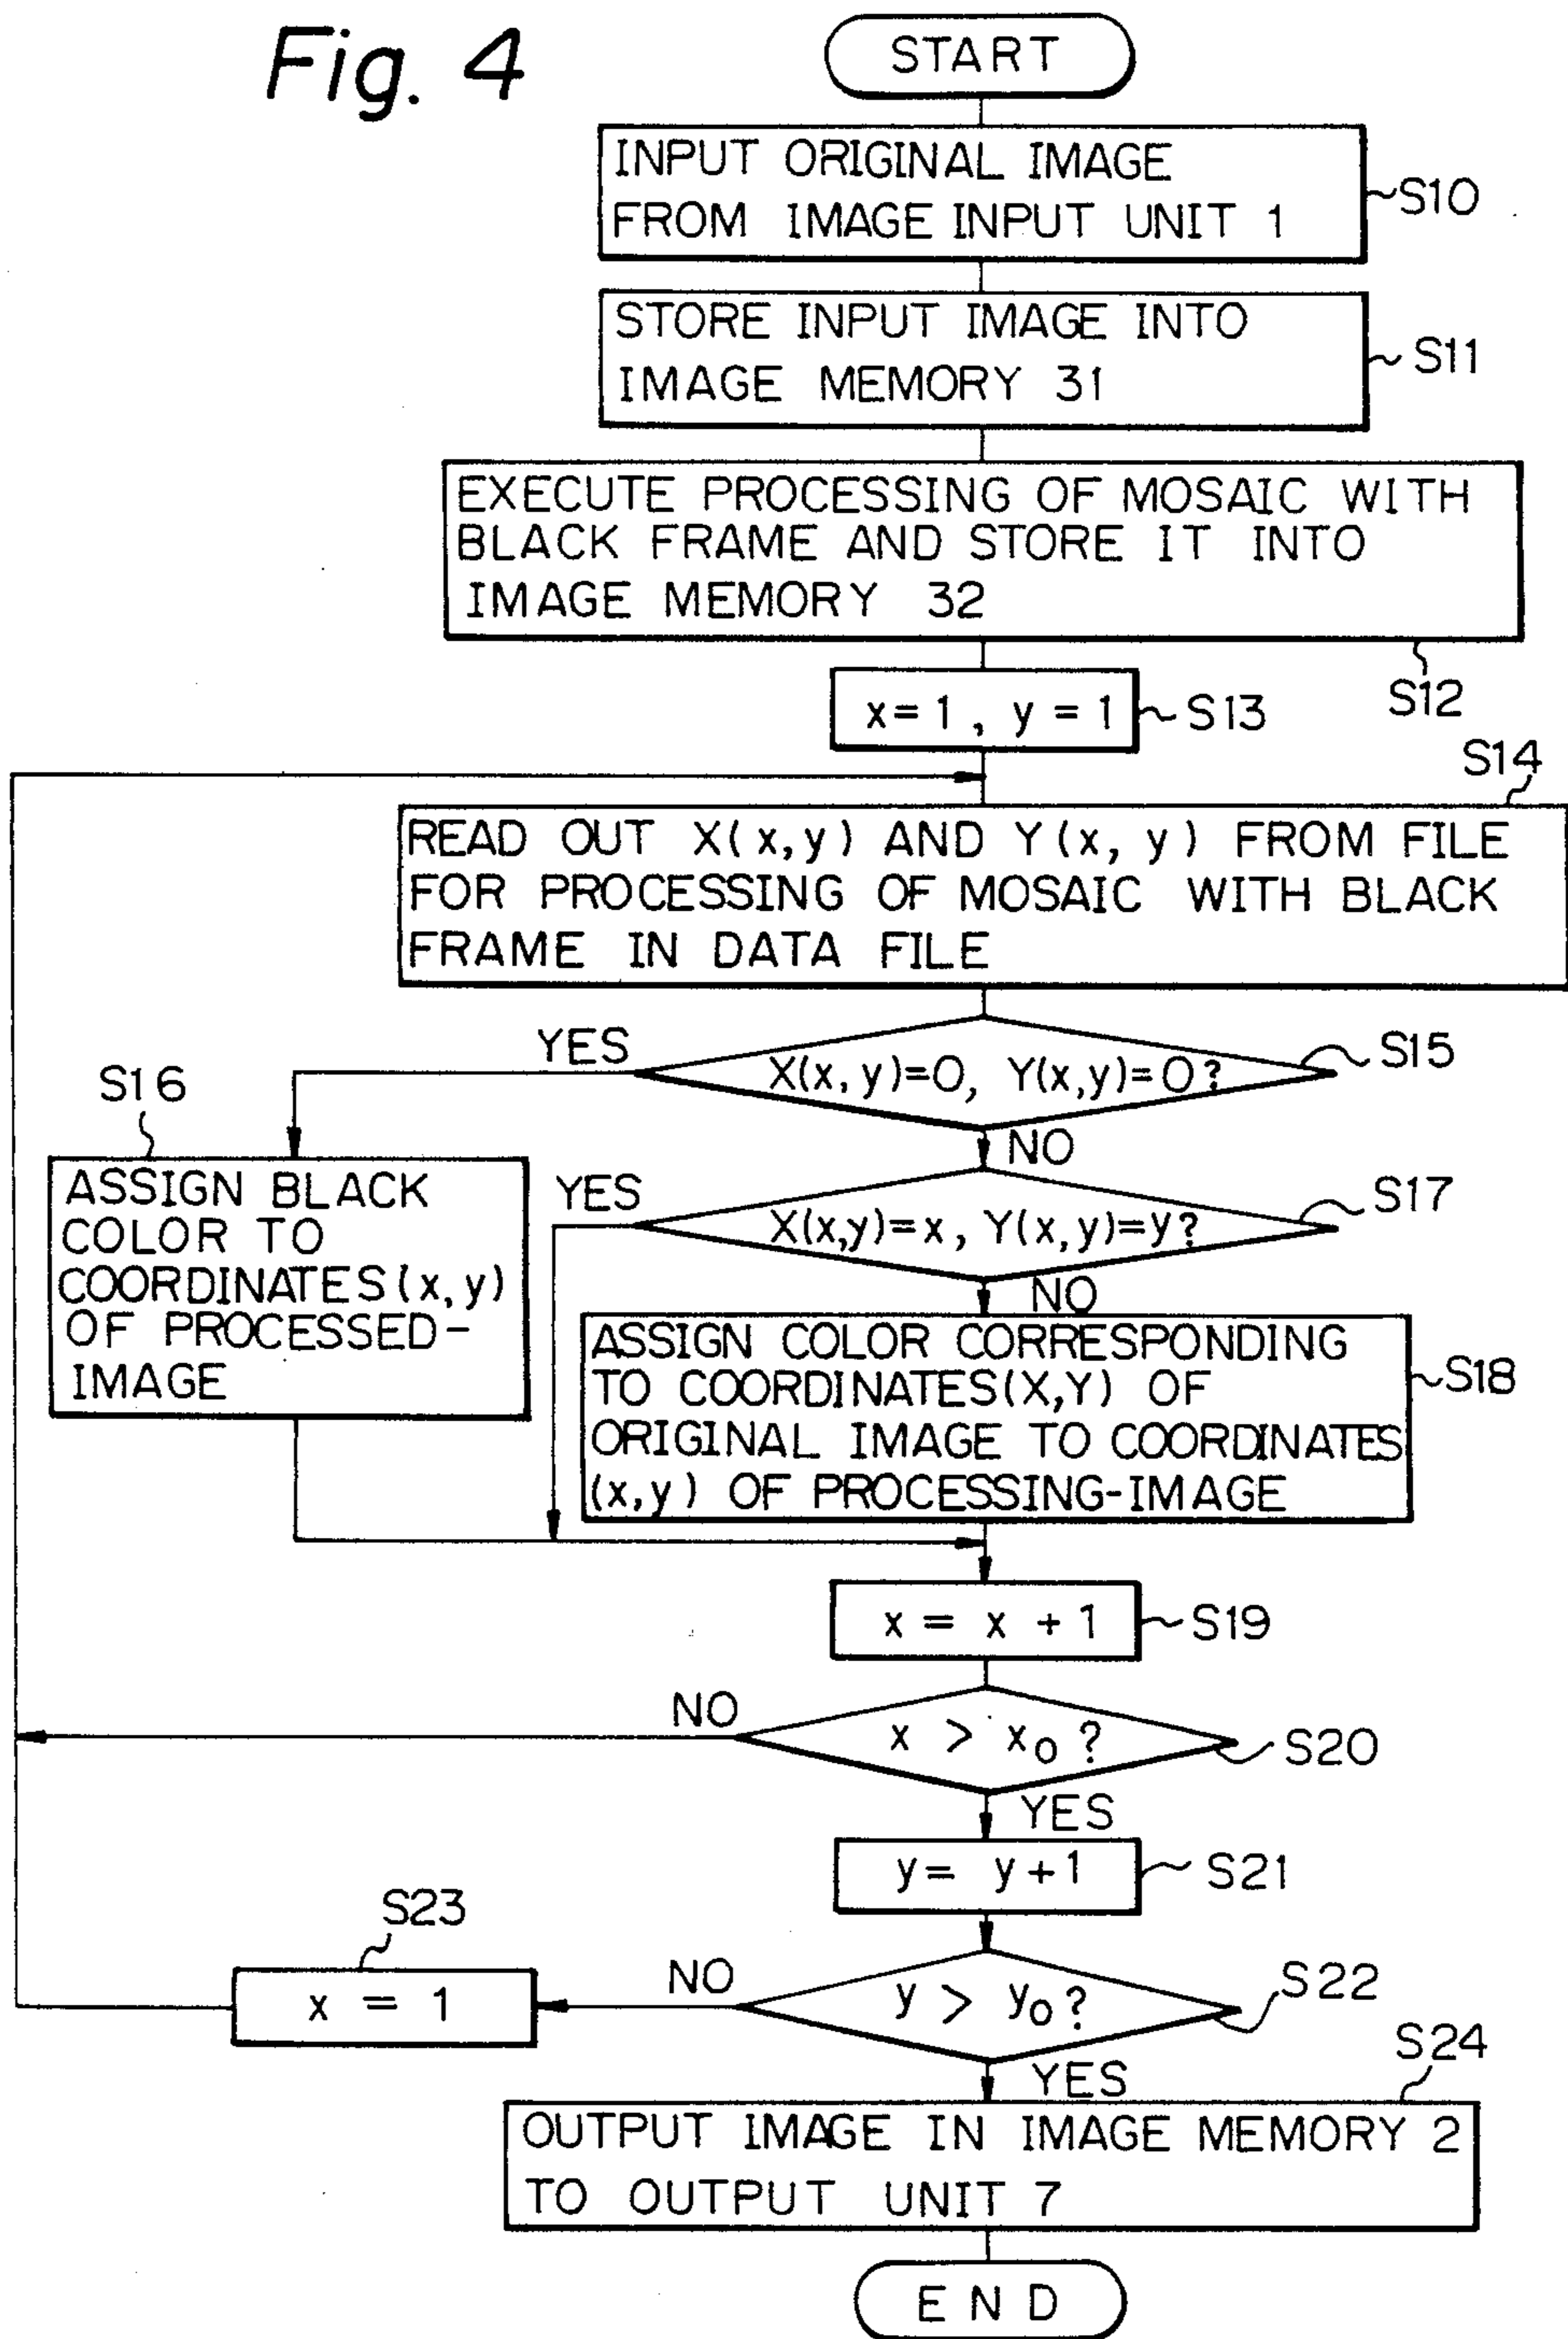 Fig. 4
START
INPUT ORIGINAL IMAGE
FROM IMAGE INPUT UNIT 1
S10
STORE INPUT IMAGE INTO
IMAGE MEMORY 31
S11
EXECUTE PROCESSING OF MOSAIC WITH
BLACK FRAME AND STORE IT INTO
IMAGE MEMORY 32
S12
x=1, y=1
S13
S14
READ OUT X(x,y) AND Y(x, y) FROM FILE
FOR PROCESSING OF MOSAIC WITH BLACK
FRAME IN DATA FILE
YES
X(x,y)=0, Y(x,y)=0?
S15
S16
NO
ASSIGN BLACK
COLOR TO
COORDINATES(x,y)
OF PROCESSED-
IMAGE
YES
X(x,y)=x, Y(x,y)=y?
S17
NO
ASSIGN COLOR CORRESPONDING
TO COORDINATES(X,Y) OF
ORIGINAL IMAGE TO COORDINATES
(x,y) OF PROCESSING-IMAGE
S18
x = x + 1
S19
NO
x > x₀ ?
S20
YES
y = y+1
S21
S23
x = 1
NO
y > y₀?
S22
YES
S24
OUTPUT IMAGE IN IMAGE MEMORY 2
TO OUTPUT UNIT 7
END